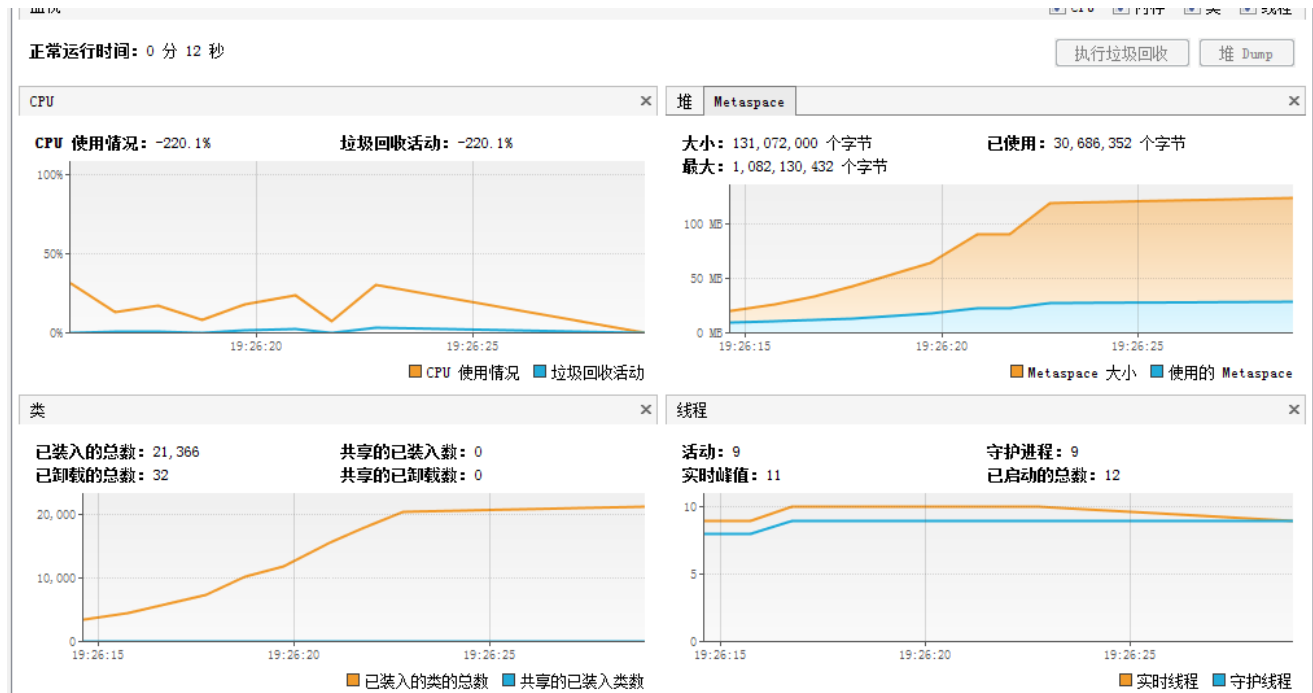 监视
CPU 内存 类 线程
正常运行时间：0 分 12 秒
执行垃圾回收 堆 Dump
CPU
CPU 使用情况：-220.1% 垃圾回收活动：-220.1%
100%
50%
0%
19:26:20 19:26:25
CPU 使用情况 垃圾回收活动
堆 Metaspace
大小：131,072,000 个字节 已使用：30,686,352 个字节
最大：1,082,130,432 个字节
100 MB
50 MB
0 MB
19:26:15 19:26:20 19:26:25
Metaspace 大小 使用的 Metaspace
类
已装入的总数：21,366 共享的已装入数：0
已卸载的总数：32 共享的已卸载数：0
20,000
10,000
0
19:26:15 19:26:20 19:26:25
已装入的类的总数 共享的已装入类数
线程
活动：9 守护进程：9
实时峰值：11 已启动的总数：12
10
5
0
19:26:15 19:26:20 19:26:25
实时线程 守护线程